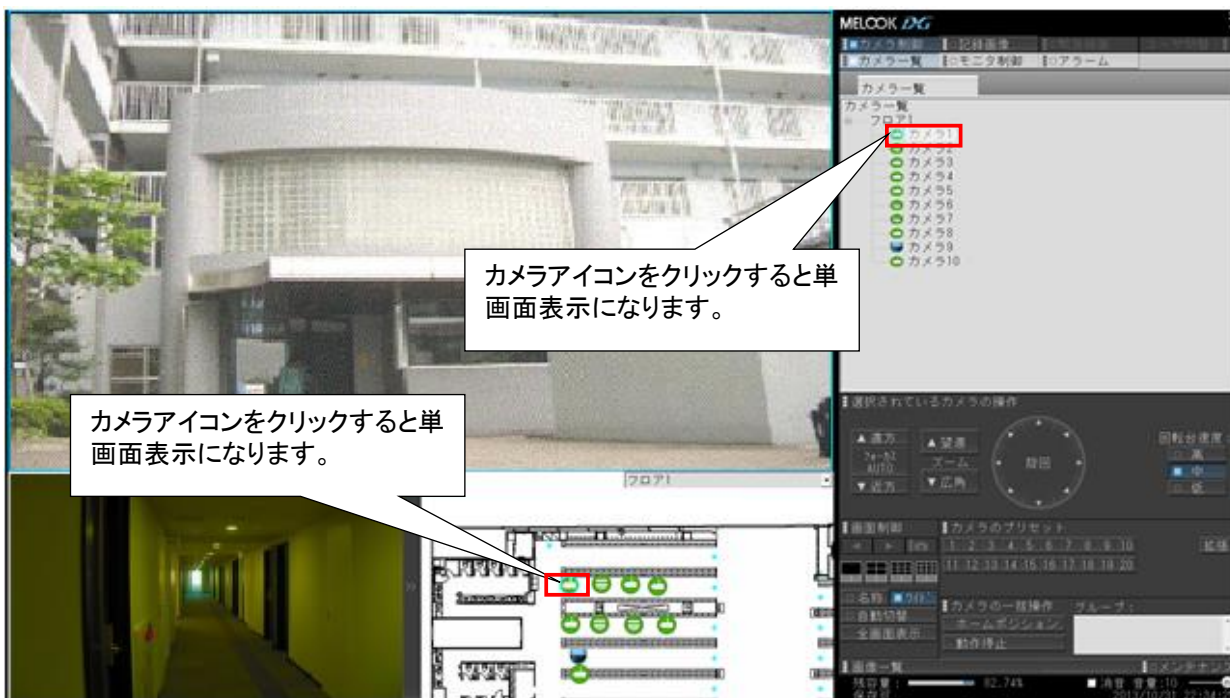 MELOOK DG
カメラ制御
記録画像
カメラ一覧
モニタ制御
アラーム
カメラ一覧
カメラ一覧
フロア1
カメラ1
カメラ2
カメラ3
カメラ4
カメラ5
カメラ6
カメラ7
カメラ8
カメラ9
カメラ10
カメラアイコンをクリックすると単
画面表示になります。
カメラアイコンをクリックすると単
画面表示になります。
フロア1
選択されているカメラの操作
▲遠方
フォーカス
AUTO
▼近方
▲望遠
ズーム
▼広角
旋回
回転台速度
高
中
低
画面制御
カメラのプリセット
1 2 3 4 5 6 7 8 9 10
11 12 13 14 15 16 17 18 19 20
拡張
名称
自動切替
全画面表示
カメラの一括操作 グループ:
ホームポジション
動作停止
画像一覧
メンテナン
残容量:
82.74%
消音 音量:10